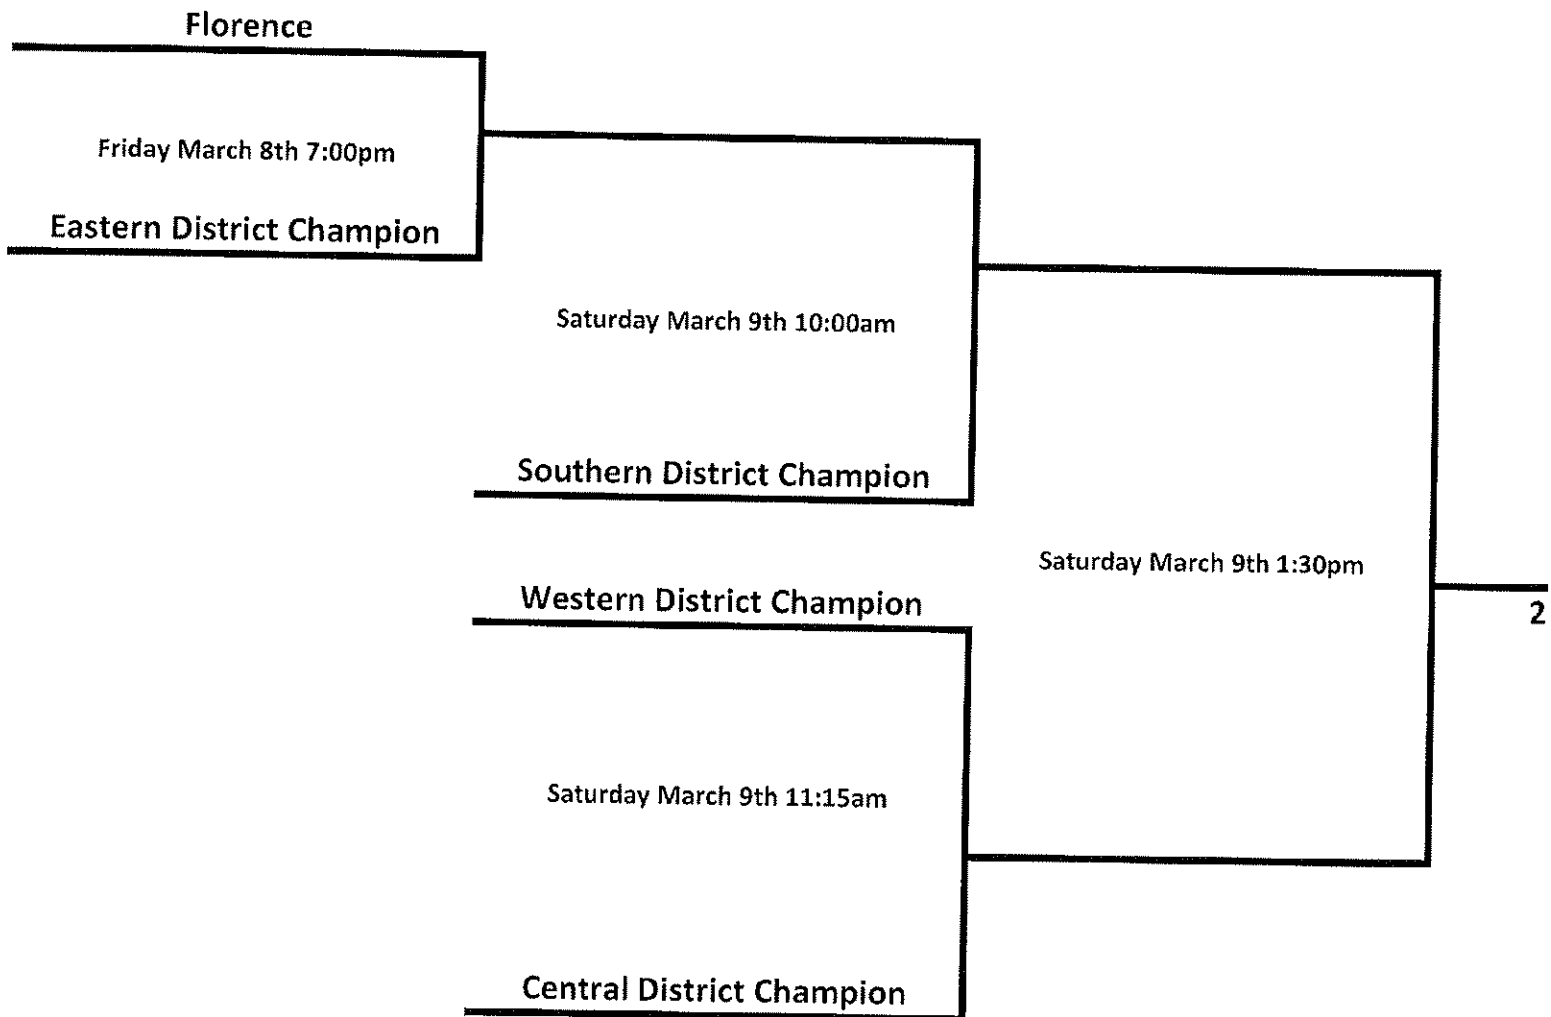 Florence
Friday March 8th 7:00pm
Eastern District Champion
Saturday March 9th 10:00am
Southern District Champion
Saturday March 9th 1:30pm
Western District Champion
2
Saturday March 9th 11:15am
Central District Champion